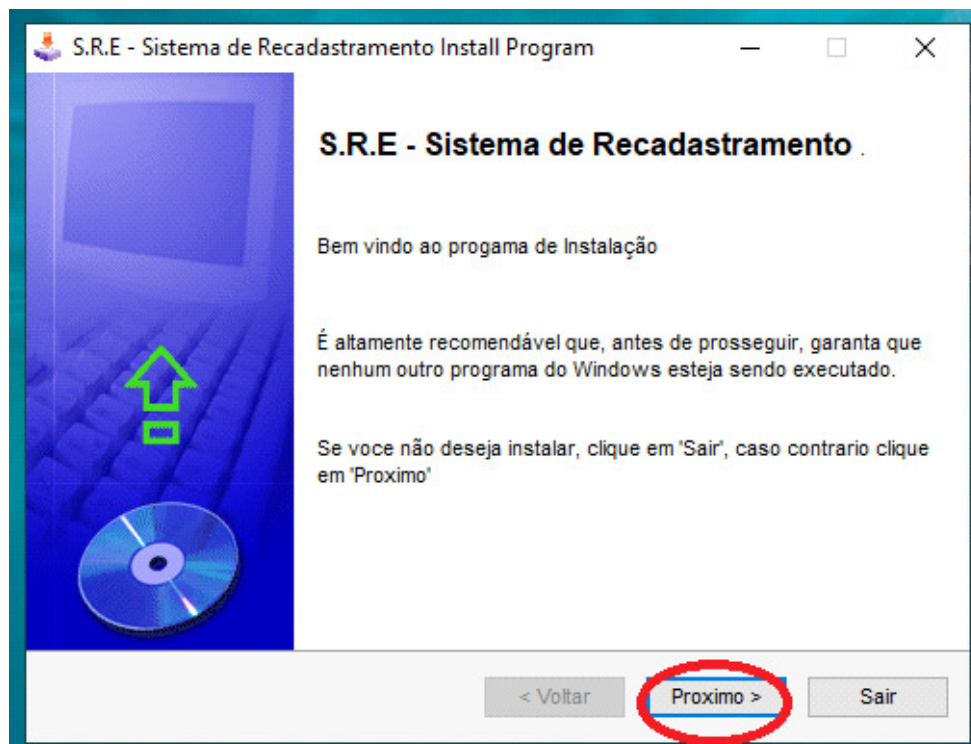 S.R.E - Sistema de Recadastramento Install Program
S.R.E - Sistema de Recadastramento .
Bem vindo ao progama de Instalação
É altamente recomendável que, antes de prosseguir, garanta que
nenhum outro programa do Windows esteja sendo executado.
Se voce não deseja instalar, clique em 'Sair', caso contrario clique
em 'Proximo'
< Voltar
Proximo >
Sair